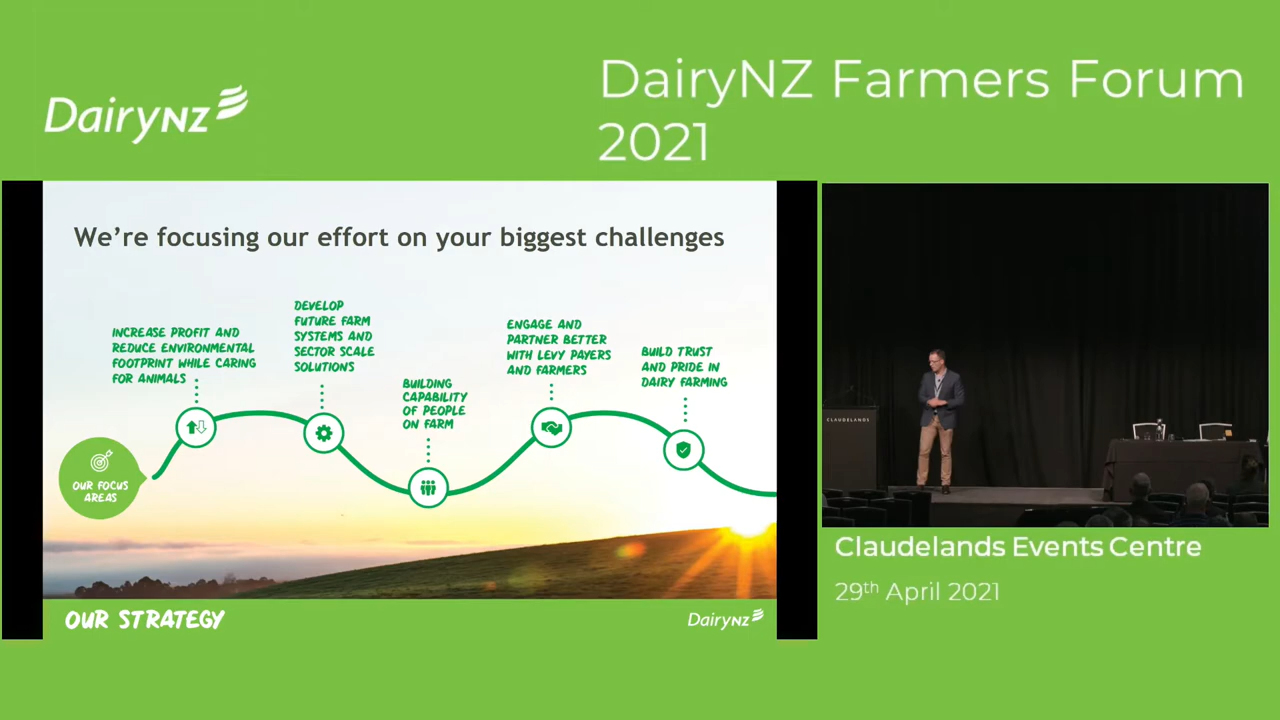 DairyNZ
DairyNZ Farmers Forum
2021
We're focusing our effort on your biggest challenges
INCREASE PROFIT AND
REDUCE ENVIRONMENTAL
FOOTPRINT WHILE CARING
FOR ANIMALS
DEVELOP
FUTURE FARM
SYSTEMS AND
SECTOR SCALE
SOLUTIONS
BUILDING
CAPABILITY
OF PEOPLE
ON FARM
ENGAGE AND
PARTNER BETTER
WITH LEVY PAYERS
AND FARMERS
BUILD TRUST
AND PRIDE IN
DAIRY FARMING
OUR FOCUS
AREAS
OUR STRATEGY
DairyNZ
CLAUDELANDS
Claudelands Events Centre
29th April 2021